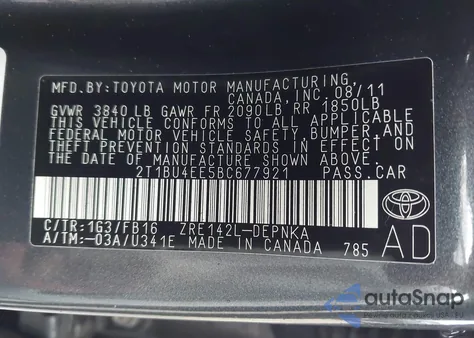 MFD.BY:TOYOTA MOTOR MANUFACTURING,
CANADA, INC. 08/11
GVWR 3840 LB GAWR FR 2090LB RR 1850LB
THIS VEHICLE CONFORMS TO ALL APPLICABLE
FEDERAL MOTOR VEHICLE SAFETY, BUMPER, AND
THEFT PREVENTION STANDARDS IN EFFECT ON
THE DATE OF MANUFACTURE SHOWN ABOVE.
2T1BU4EE5BC677921 PASS.CAR
C/TR:1G3/FB16 ZRE142L-DEPNKA
A/TM:-03A/U341E MADE IN CANADA 785
AD
autoSnap